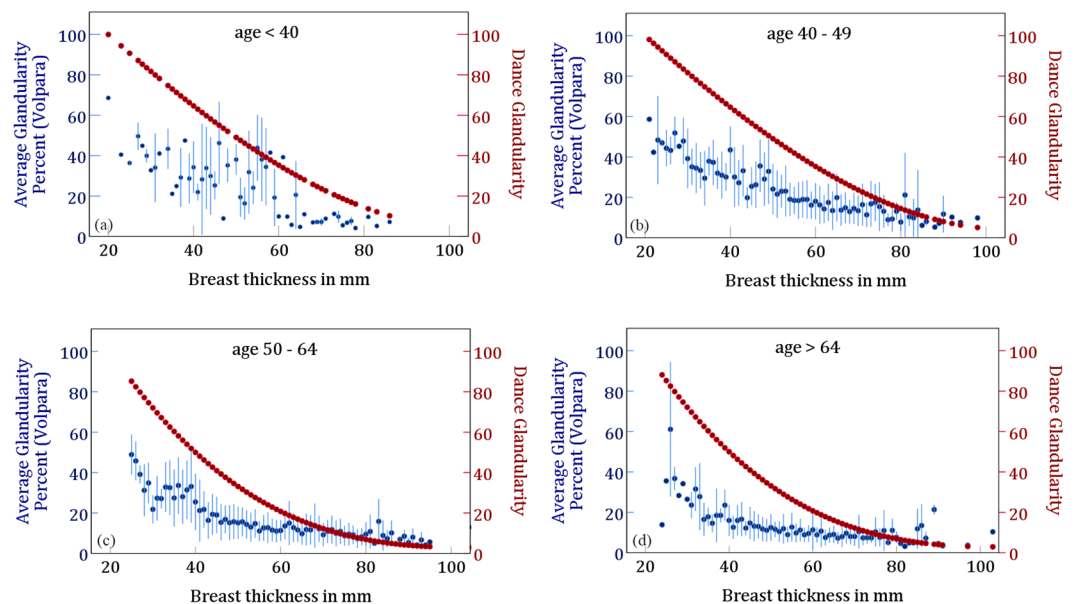 age < 40
Average Glandularity
Percent (Volpara)
100
80
60
40
20
0
100
80
60
40
20
0
Dance Glandularity
(a)
20 40 60 80 100
Breast thickness in mm
age 40 - 49
Average Glandularity
Percent (Volpara)
100
80
60
40
20
0
100
80
60
40
20
0
Dance Glandularity
(b)
20 40 60 80 100
Breast thickness in mm
age 50 - 64
Average Glandularity
Percent (Volpara)
100
80
60
40
20
0
100
80
60
40
20
0
Dance Glandularity
(c)
20 40 60 80 100
Breast thickness in mm
age > 64
Average Glandularity
Percent (Volpara)
100
80
60
40
20
0
100
80
60
40
20
0
Dance Glandularity
(d)
20 40 60 80 100
Breast thickness in mm